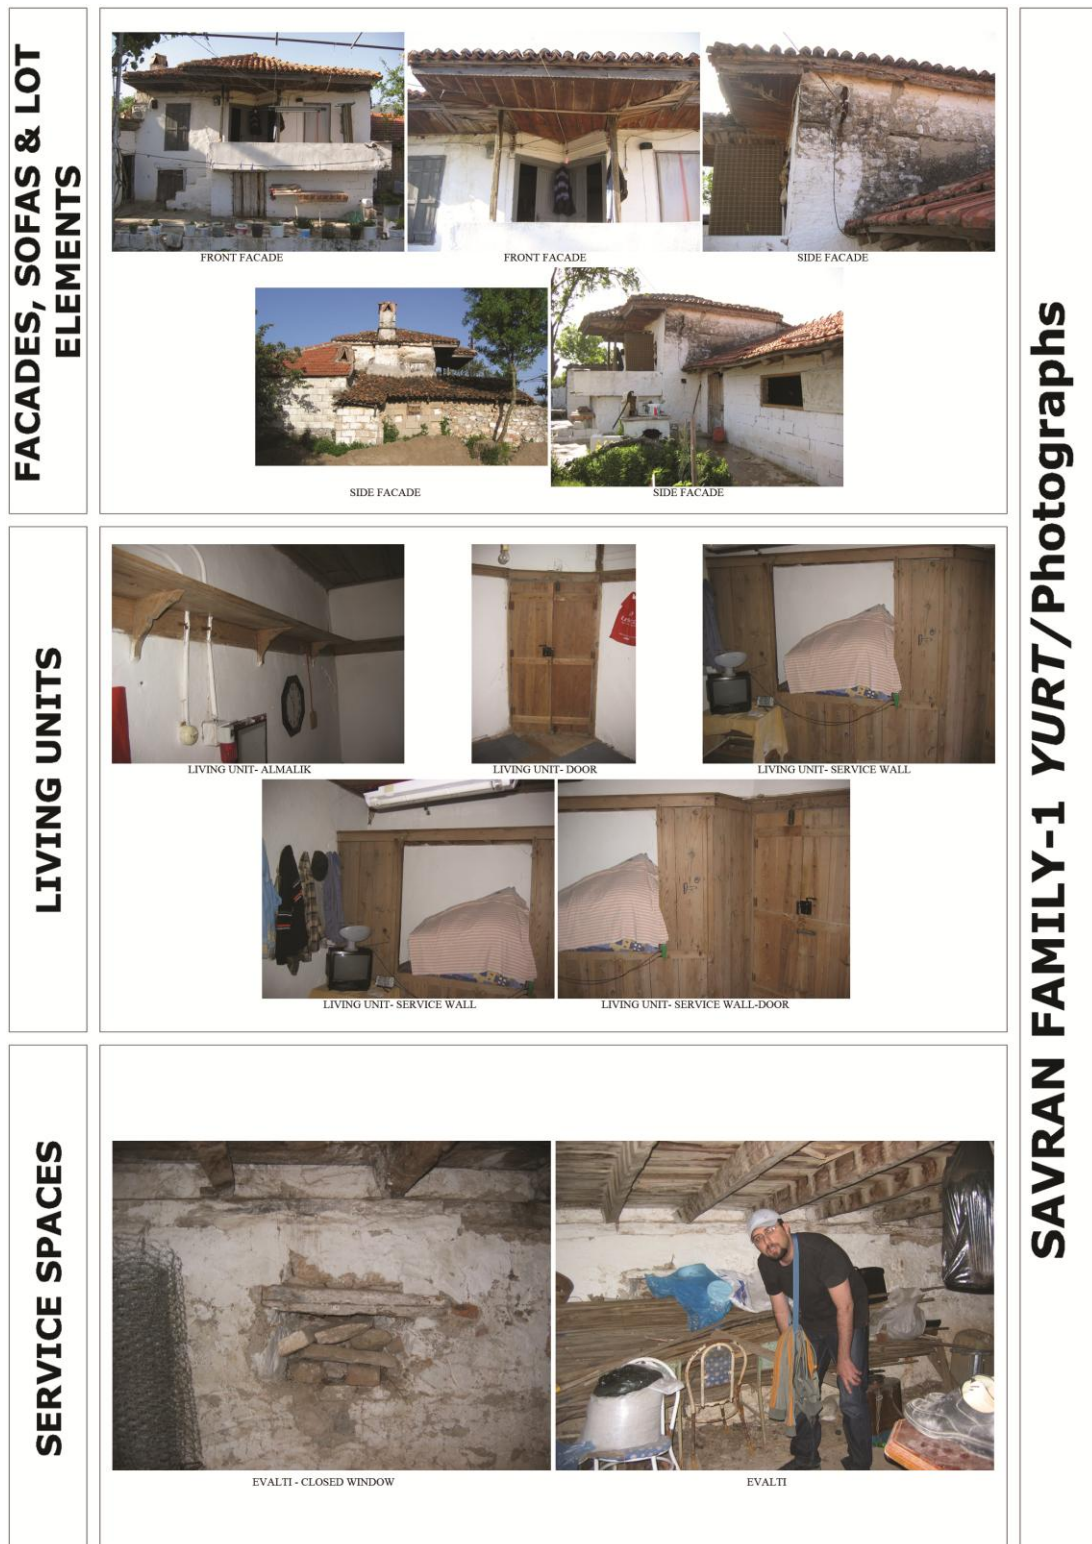 FACADES, SOFAS & LOT
ELEMENTS
FRONT FACADE
FRONT FACADE
SIDE FACADE
SIDE FACADE
SIDE FACADE
LIVING UNITS
LIVING UNIT- ALMALIK
LIVING UNIT- DOOR
LIVING UNIT- SERVICE WALL
LIVING UNIT- SERVICE WALL
LIVING UNIT- SERVICE WALL-DOOR
SERVICE SPACES
EVALTI - CLOSED WINDOW
EVALTI
SAVRAN FAMILY-1 YURT/Photographs